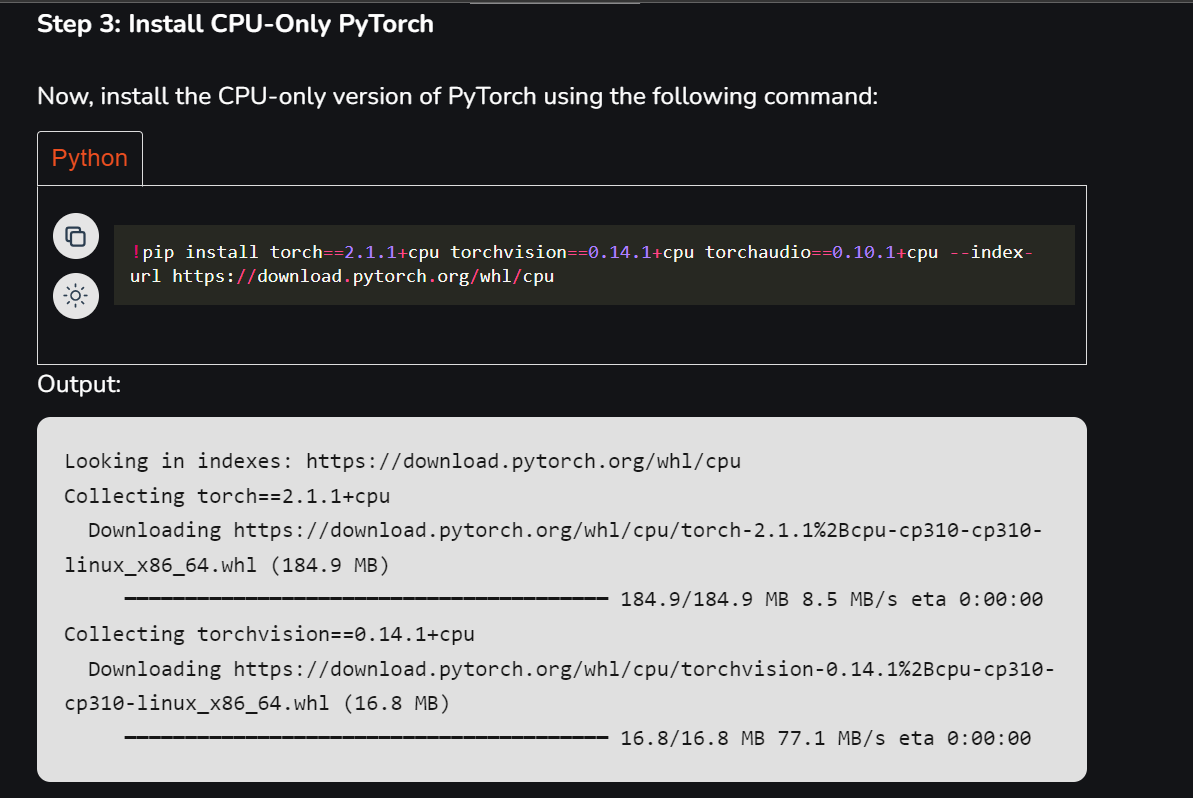 Step 3: Install CPU-Only PyTorch
Now, install the CPU-only version of PyTorch using the following command:
Python
!pip install torch==2.1.1+cpu torchvision==0.14.1+cpu torchaudio==0.10.1+cpu --index-
url https://download.pytorch.org/whl/cpu
Output:
Looking in indexes: https://download.pytorch.org/whl/cpu
Collecting torch==2.1.1+cpu
  Downloading https://download.pytorch.org/whl/cpu/torch-2.1.1%2Bcpu-cp310-cp310-
linux_x86_64.whl (184.9 MB)
184.9/184.9 MB 8.5 MB/s eta 0:00:00
Collecting torchvision==0.14.1+cpu
  Downloading https://download.pytorch.org/whl/cpu/torchvision-0.14.1%2Bcpu-cp310-
cp310-linux_x86_64.whl (16.8 MB)
16.8/16.8 MB 77.1 MB/s eta 0:00:00